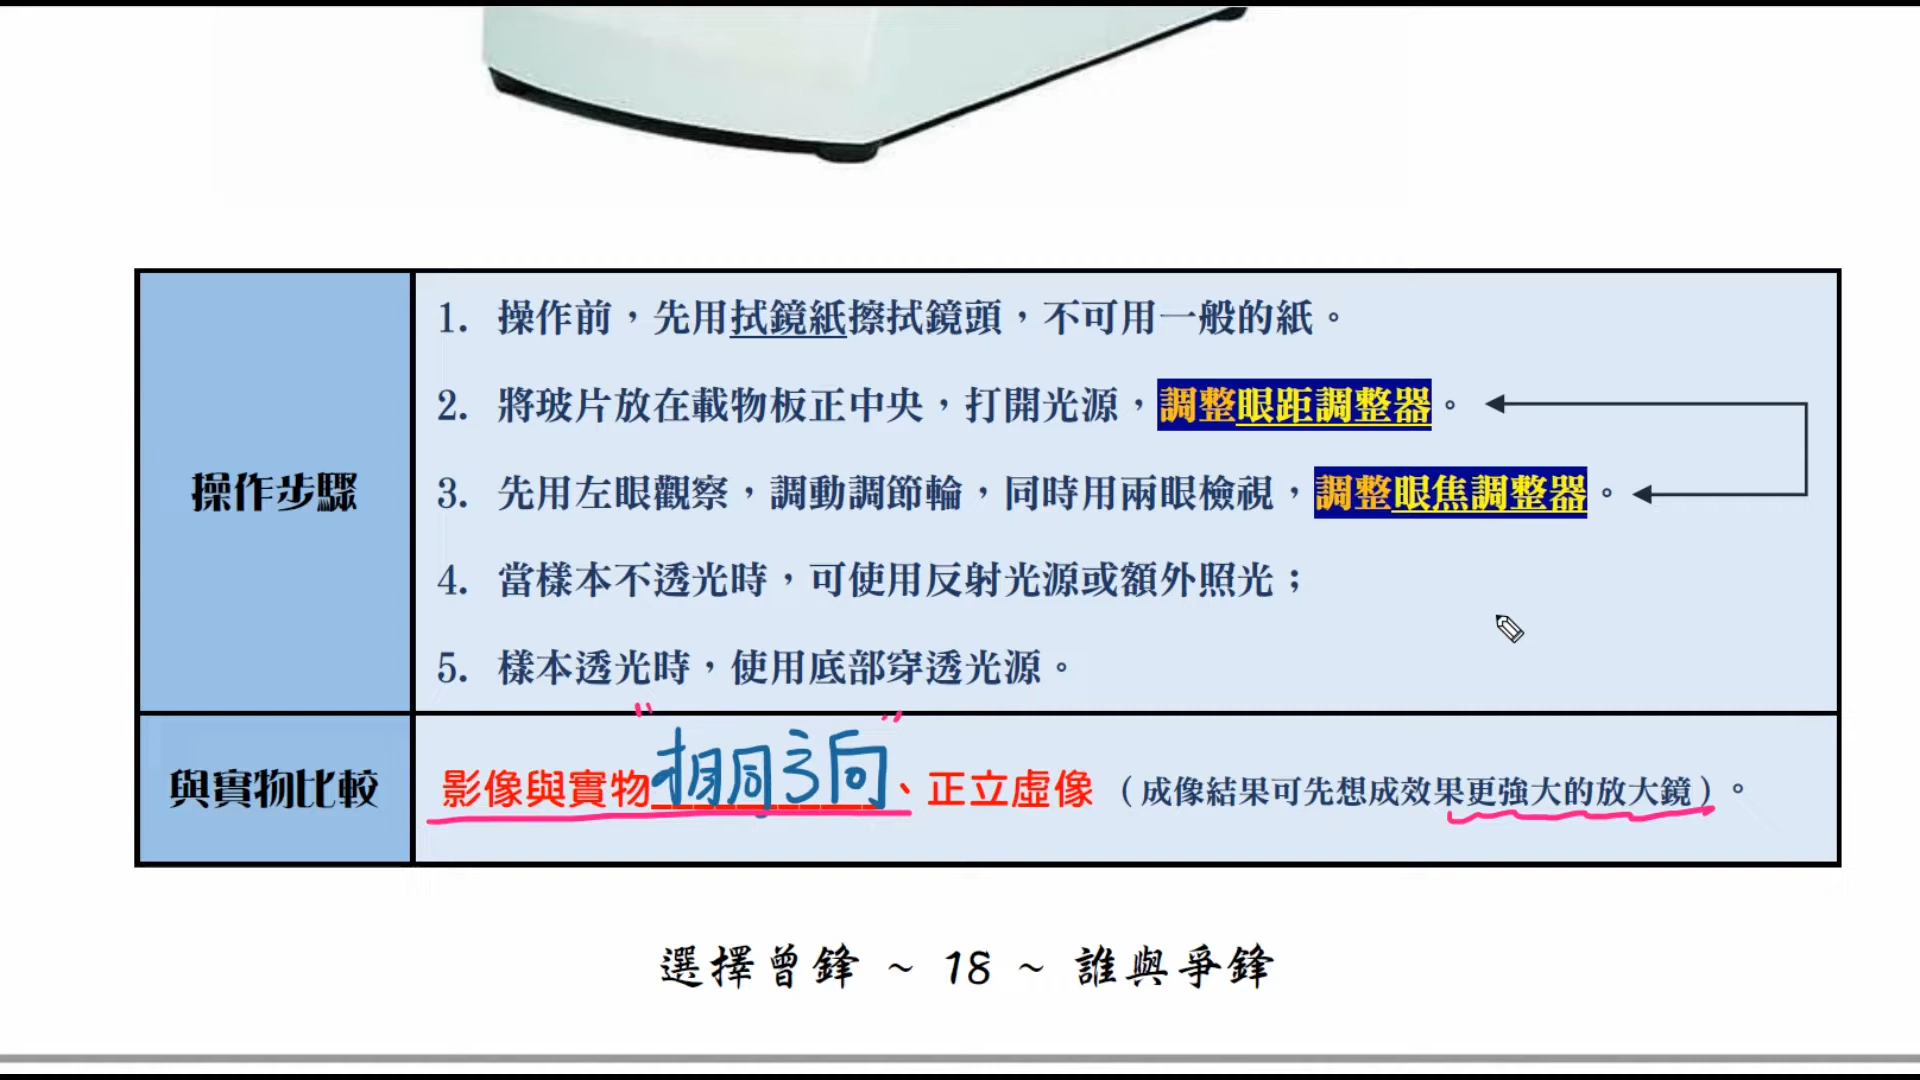 操作步驟
1. 操作前，先用拭鏡紙擦拭鏡頭，不可用一般的紙。
2. 將玻片放在載物板正中央，打開光源，調整眼距調整器。
3. 先用左眼觀察，調動調節輪，同時用兩眼檢視，調整眼焦調整器。
4. 當樣本不透光時，可使用反射光源或額外照光；
5. 樣本透光時，使用底部穿透光源。
與實物比較
影像與實物相同方向、正立虛像（成像結果可先想成效果更強大的放大鏡）。
選擇曾鋒 ~ 18 ~ 誰與爭鋒